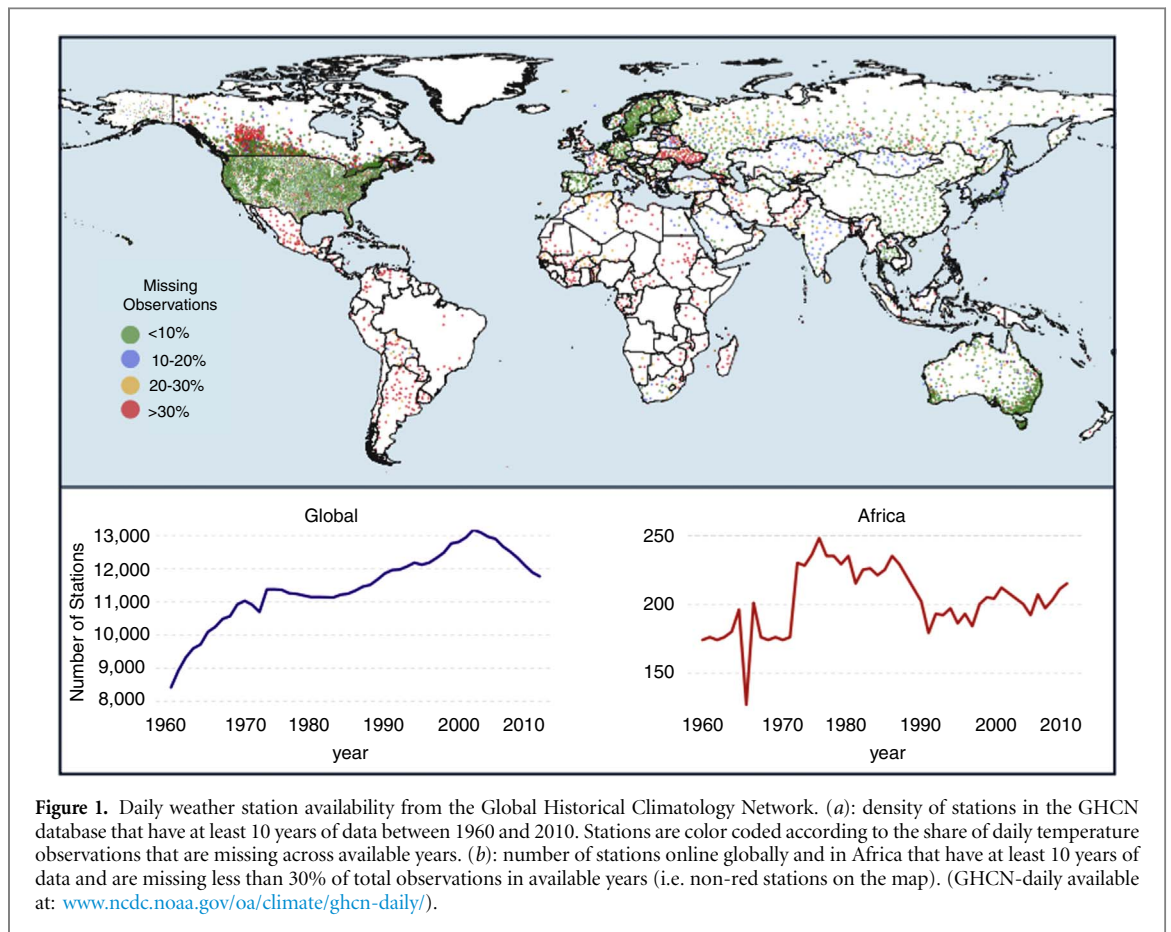 Missing
Observations
<10%
10-20%
20-30%
>30%
Global
Number of Stations
13,000
12,000
11,000
10,000
9,000
8,000
1960 1970 1980 1990 2000 2010
year
Africa
250
200
150
1960 1970 1980 1990 2000 2010
year
Figure 1. Daily weather station availability from the Global Historical Climatology Network. (a): density of stations in the GHCN
database that have at least 10 years of data between 1960 and 2010. Stations are color coded according to the share of daily temperature
observations that are missing across available years. (b): number of stations online globally and in Africa that have at least 10 years of
data and are missing less than 30% of total observations in available years (i.e. non-red stations on the map). (GHCN-daily available
at: www.ncdc.noaa.gov/oa/climate/ghcn-daily/).